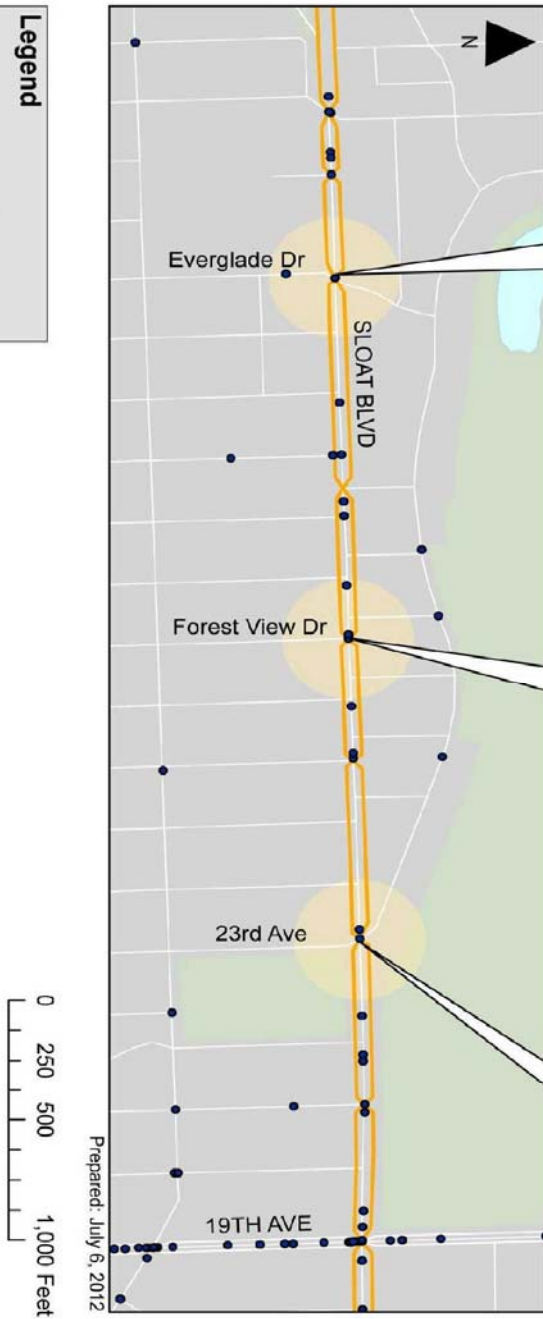 Legend
N
Everglade Dr
SLOAT BLVD
Forest View Dr
23rd Ave
19TH AVE
0 250 500 1,000 Feet
Prepared: July 6, 2012